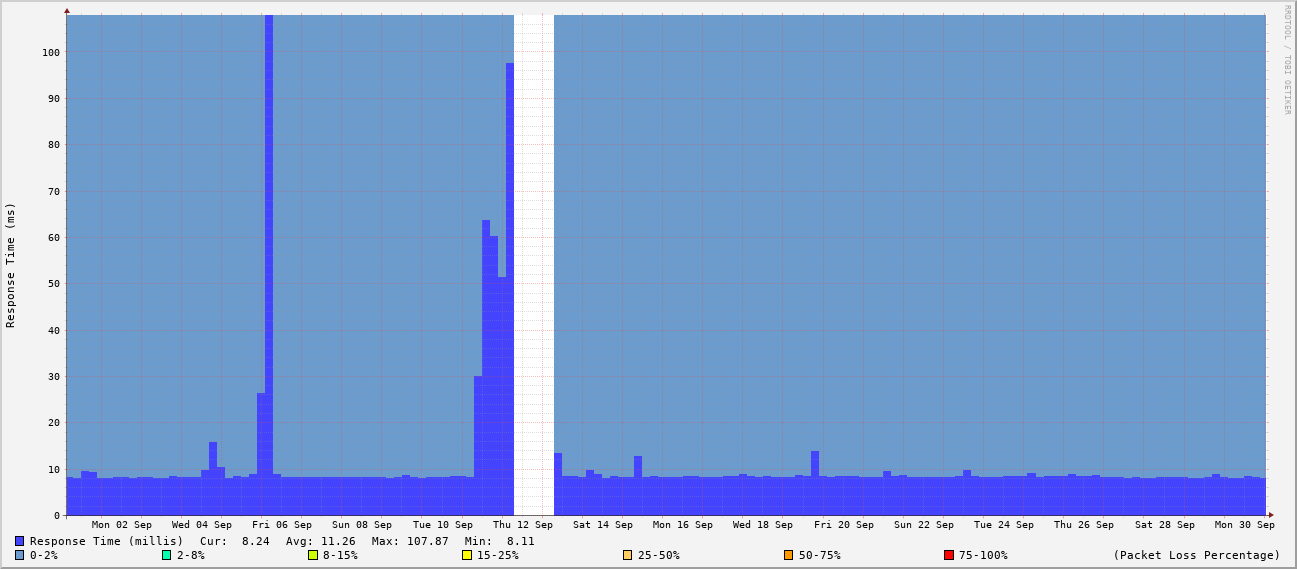 RRDTOOL / TOBI OETIKER
Response Time (ms)
100
90
80
70
60
50
40
30
20
10
0
Mon 02 Sep Wed 04 Sep Fri 06 Sep Sun 08 Sep Tue 10 Sep Thu 12 Sep Sat 14 Sep Mon 16 Sep Wed 18 Sep Fri 20 Sep Sun 22 Sep Tue 24 Sep Thu 26 Sep Sat 28 Sep Mon 30 Sep
Response Time (millis) Cur: 8.24 Avg: 11.26 Max: 107.87 Min: 8.11
0-2% 2-8% 8-15% 15-25% 25-50% 50-75% 75-100% (Packet Loss Percentage)